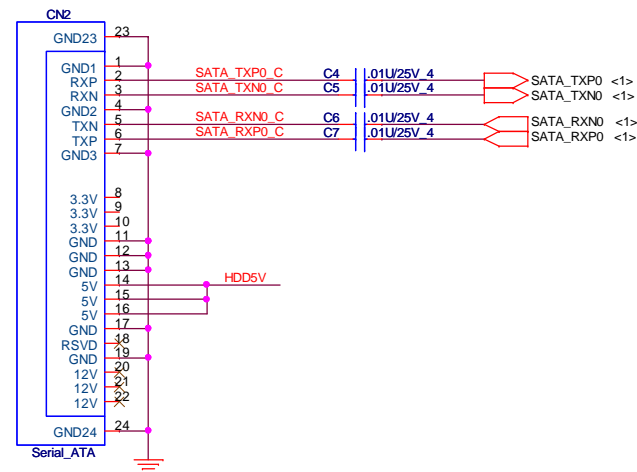 CN2
GND23 23
GND1 1
RXP 2 SATA_TXP0_C C4 .01U/25V_4 SATA_TXP0 <1>
RXN 3 SATA_TXN0_C C5 .01U/25V_4 SATA_TXN0 <1>
GND2 4
TXN 5 SATA_RXN0_C C6 .01U/25V_4 SATA_RXN0 <1>
TXP 6 SATA_RXP0_C C7 .01U/25V_4 SATA_RXP0 <1>
GND3 7
3.3V 8
3.3V 9
3.3V 10
GND 11
GND 12
GND 13
5V 14 HDD5V
5V 15
5V 16
GND 17
RSVD 18
GND 19
12V 20
12V 21
12V 22
GND24 24
Serial_ATA